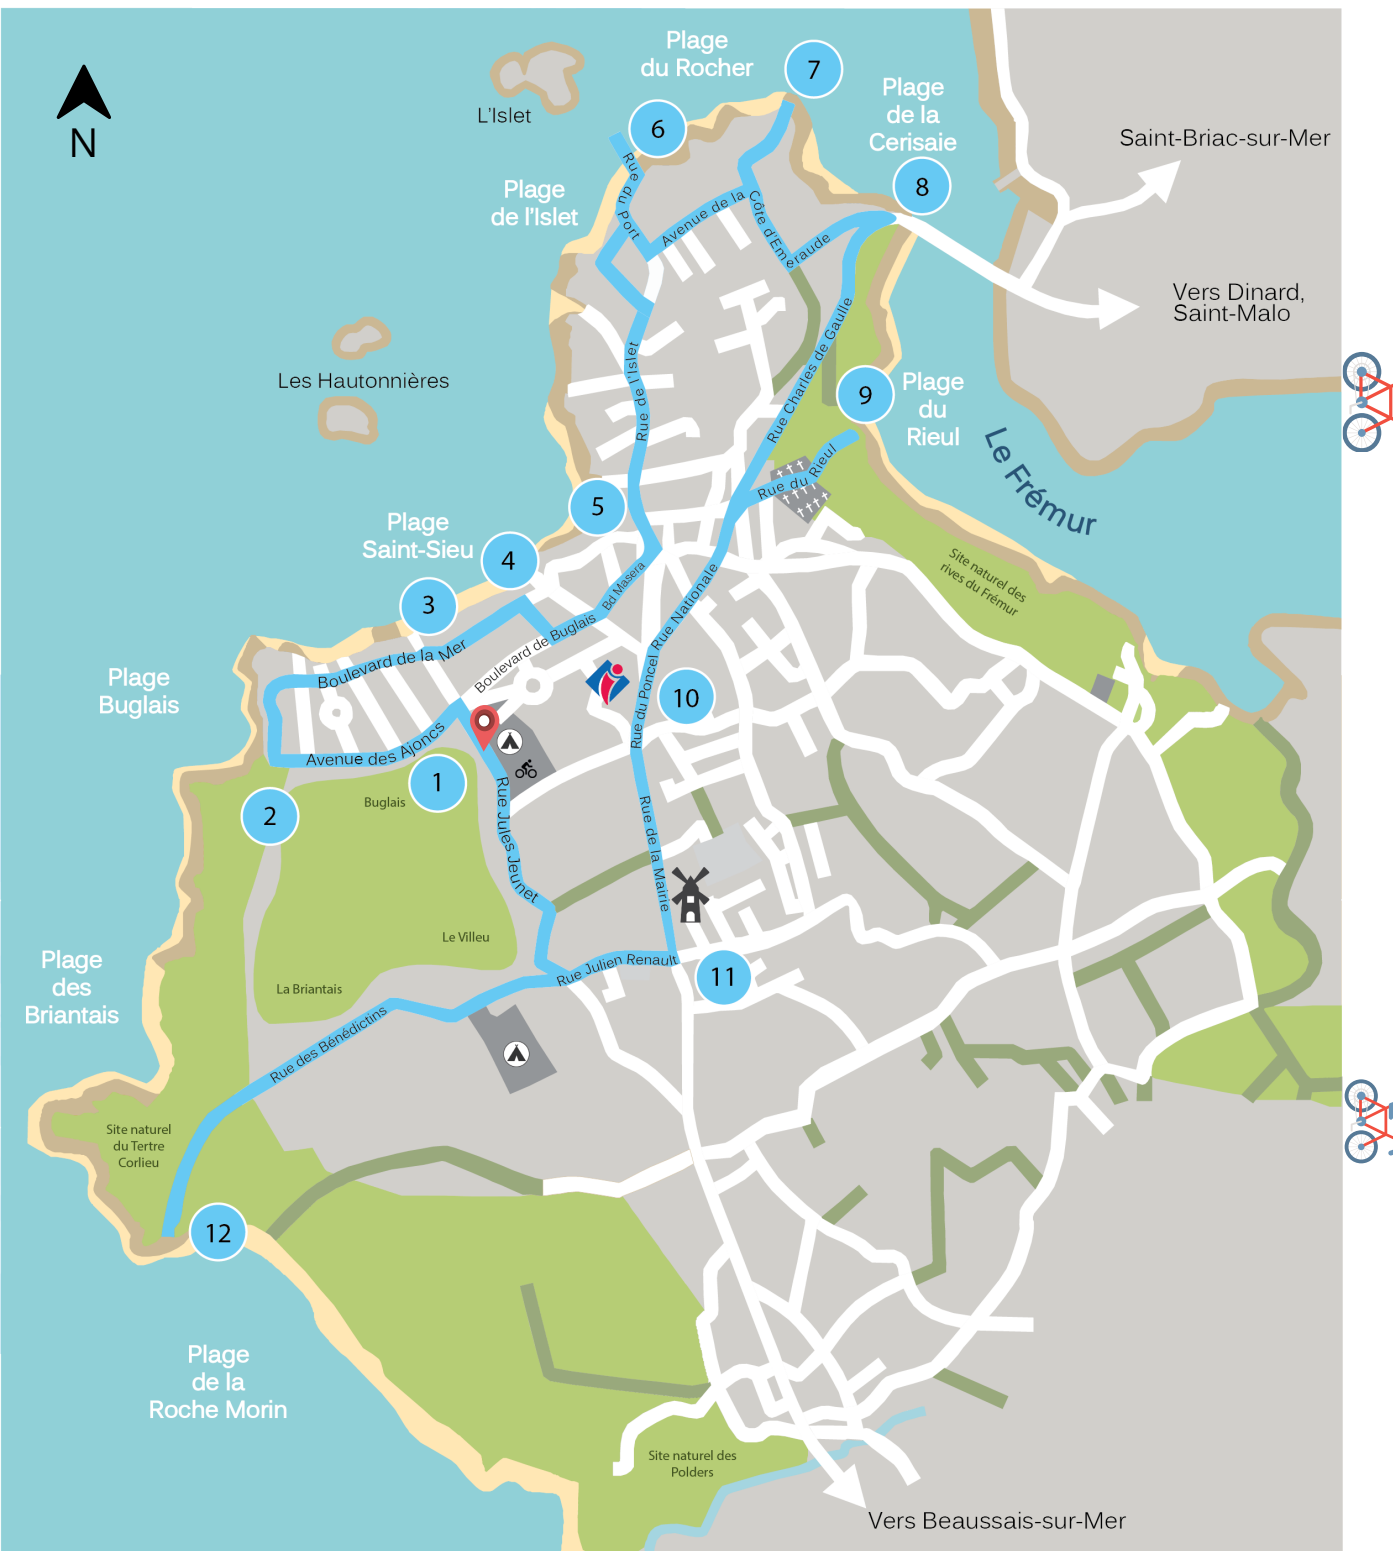 Plage
du Rocher
7
Plage
de la
Cerisaie
N
L'Islet
6
Saint-Briac-sur-Mer
8
Plage
de l'Islet
Rue du Port
Avenue de la Côte d'Emeraude
Vers Dinard,
Saint-Malo
Les Hautonnières
Rue de l'Islet
Rue Charles de Gaulle
9
Plage
du
Rieul
Le Frémur
Rue du Rieul
5
Plage
Saint-Sieu
4
3
Bd Masera
Rue Nationale
Site naturel des
rives du Frémur
Boulevard de Buglais
Boulevard de la Mer
Plage
Buglais
Rue du Poncel
10
Avenue des Ajoncs
1
Buglais
2
Rue Jules Jeunet
Rue de la Mairie
Le Villeu
Plage
des
Briantais
La Briantais
Rue Julien Renault
11
Rue des Bénédictins
Site naturel
du Tertre
Corlieu
12
Plage
de la
Roche Morin
Site naturel des
Polders
Vers Beaussais-sur-Mer